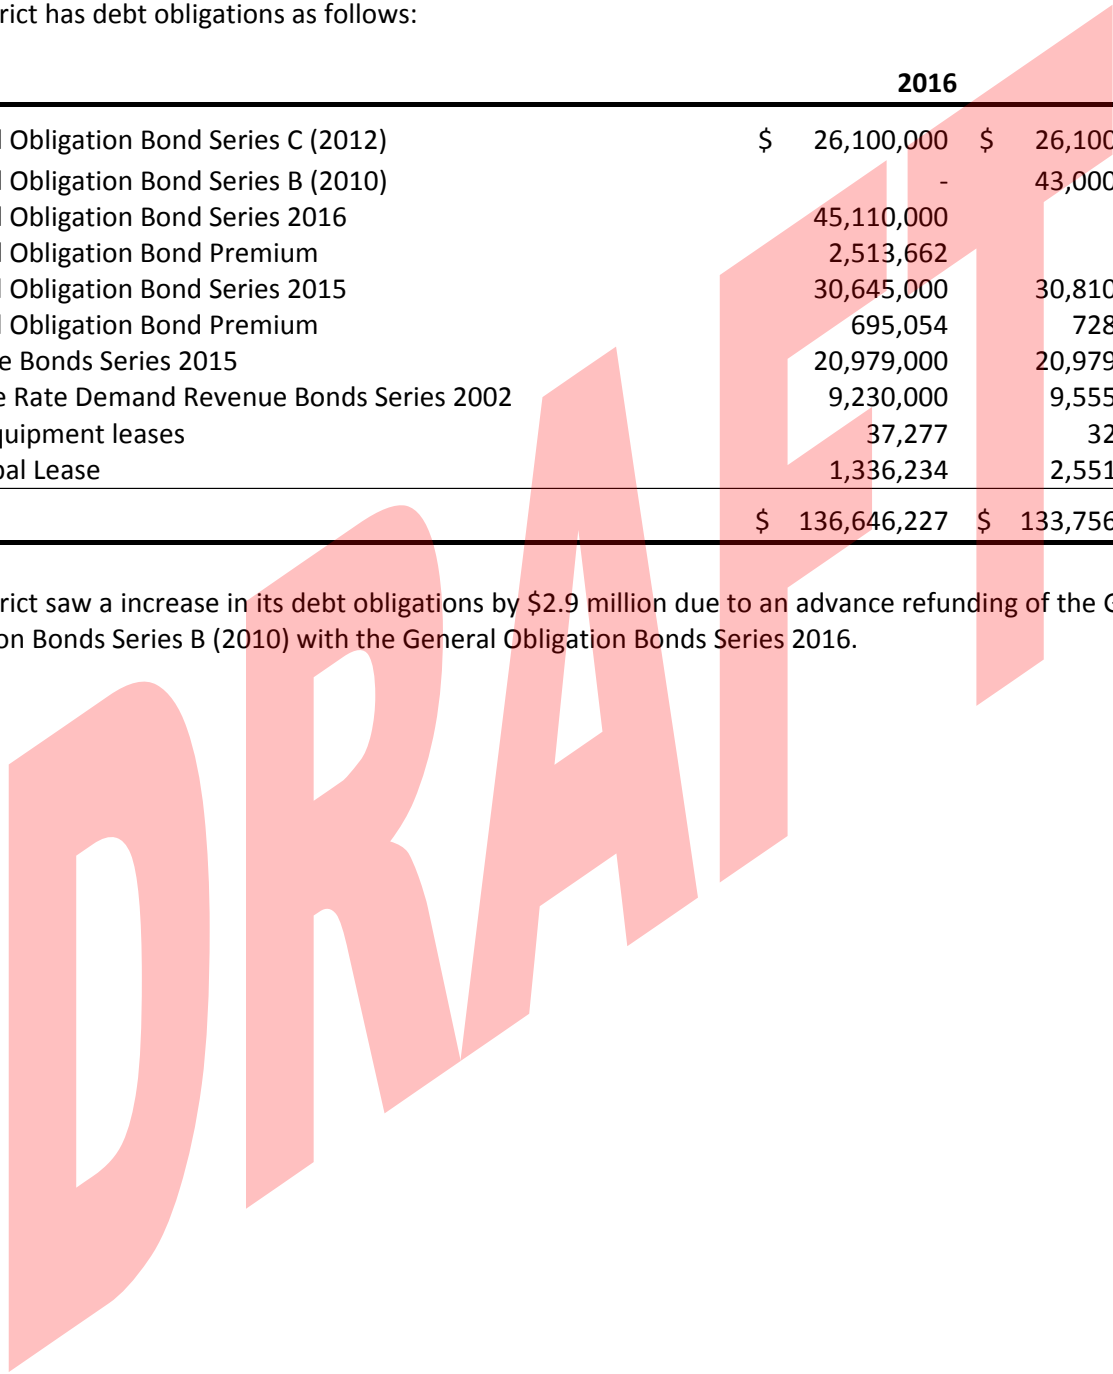 rict has debt obligations as follows:
2016
l Obligation Bond Series C (2012) $ 26,100,000 $ 26,100
l Obligation Bond Series B (2010) - 43,000
l Obligation Bond Series 2016 45,110,000
l Obligation Bond Premium 2,513,662
l Obligation Bond Series 2015 30,645,000 30,810
l Obligation Bond Premium 695,054 728
e Bonds Series 2015 20,979,000 20,979
e Rate Demand Revenue Bonds Series 2002 9,230,000 9,555
quipment leases 37,277 32
pal Lease 1,336,234 2,551
$ 136,646,227 $ 133,756
rict saw a increase in its debt obligations by $2.9 million due to an advance refunding of the G
on Bonds Series B (2010) with the General Obligation Bonds Series 2016.
DRAFT